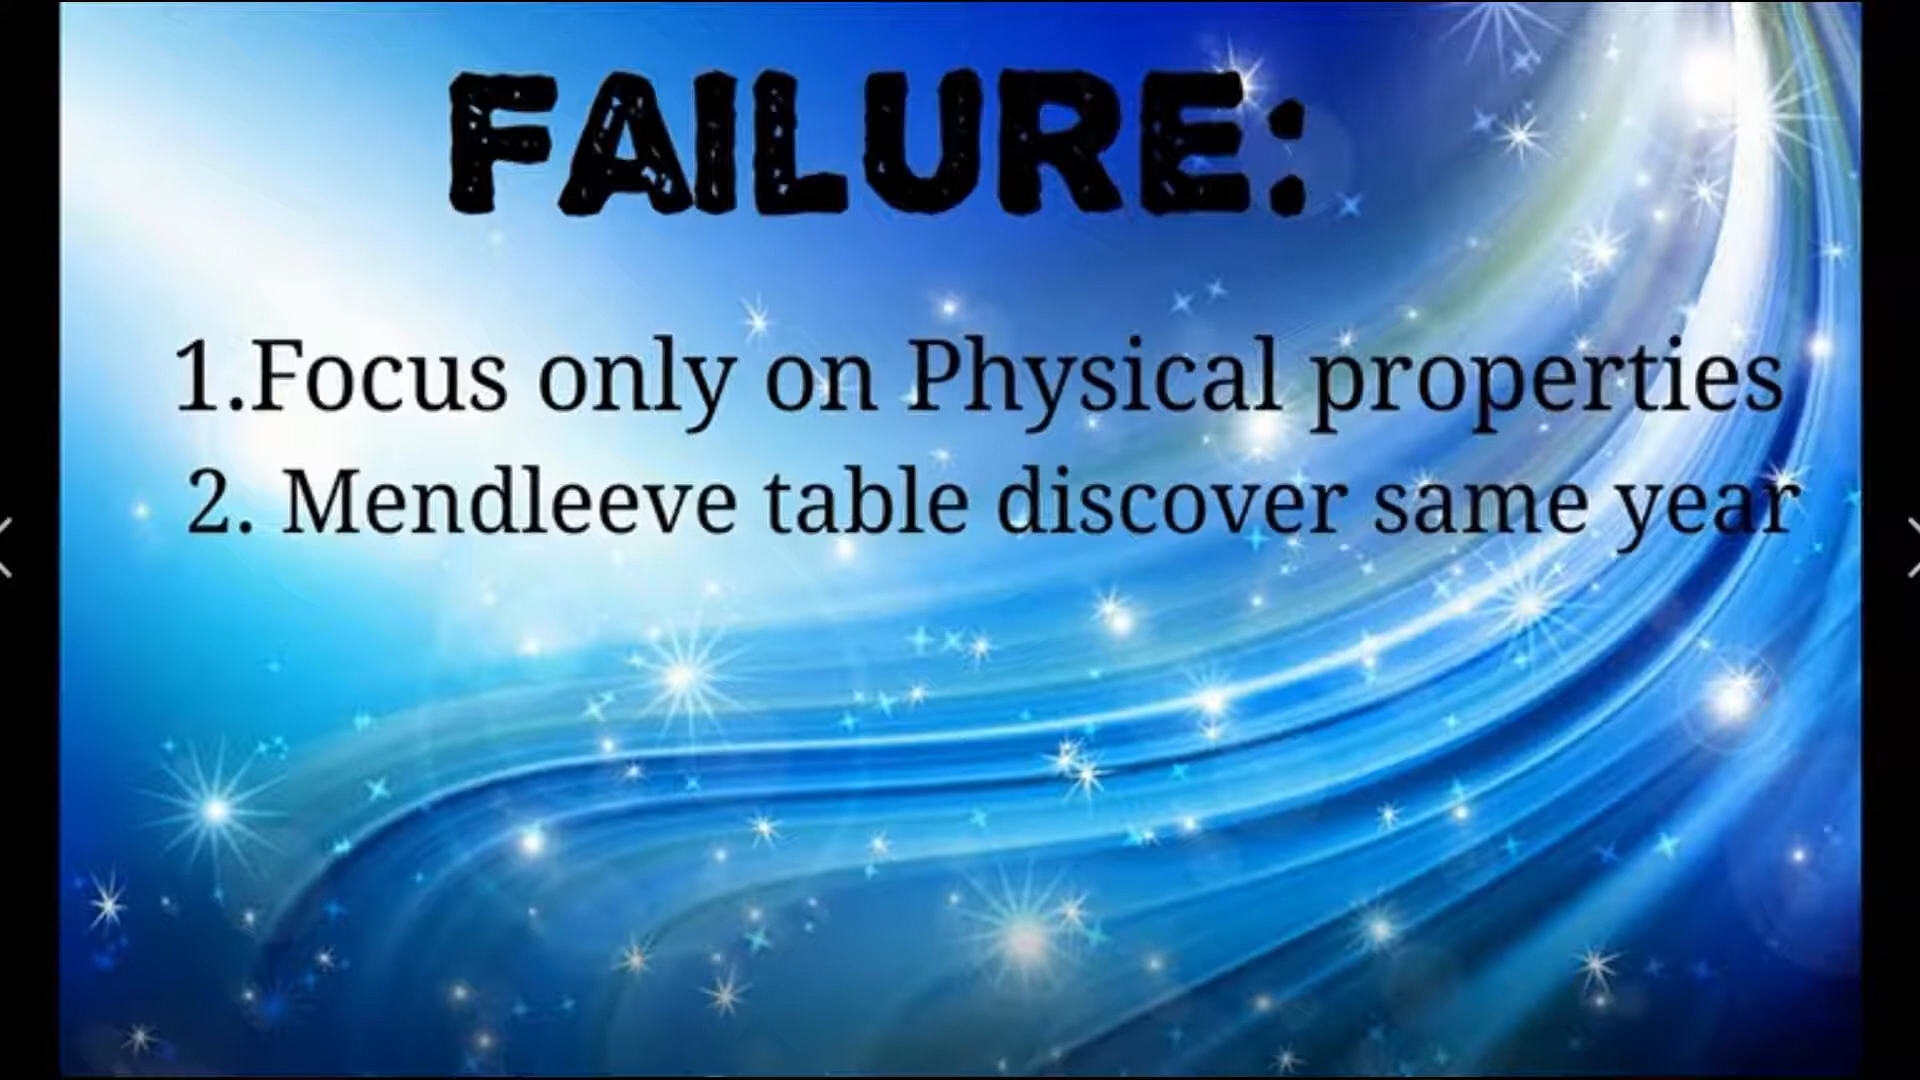 FAILURE:
1.Focus only on Physical properties
2. Mendleeve table discover same year